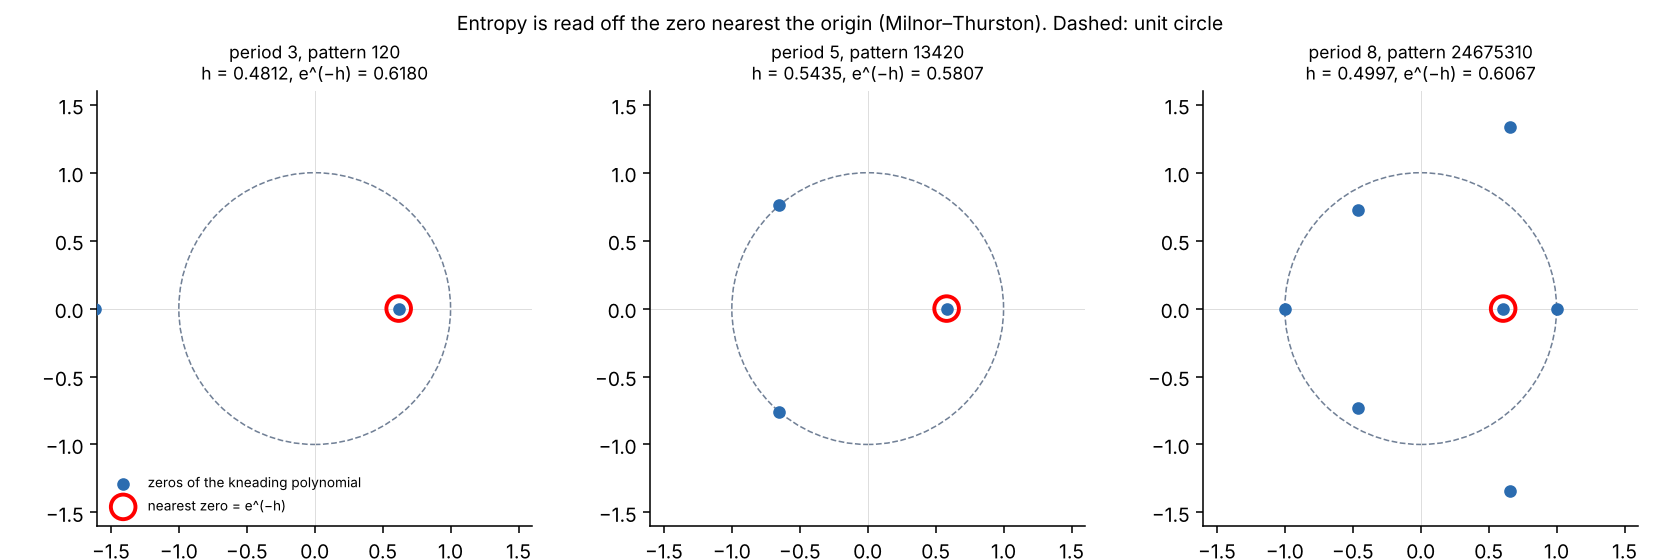 Entropy is read off the zero nearest the origin (Milnor–Thurston). Dashed: unit circle
period 3, pattern 120
h = 0.4812, e^(−h) = 0.6180
1.5
1.0
0.5
0.0
−0.5
−1.0
−1.5
zeros of the kneading polynomial
nearest zero = e^(−h)
−1.5 −1.0 −0.5 0.0 0.5 1.0 1.5
period 5, pattern 13420
h = 0.5435, e^(−h) = 0.5807
1.5
1.0
0.5
0.0
−0.5
−1.0
−1.5
−1.5 −1.0 −0.5 0.0 0.5 1.0 1.5
period 8, pattern 24675310
h = 0.4997, e^(−h) = 0.6067
1.5
1.0
0.5
0.0
−0.5
−1.0
−1.5
−1.5 −1.0 −0.5 0.0 0.5 1.0 1.5